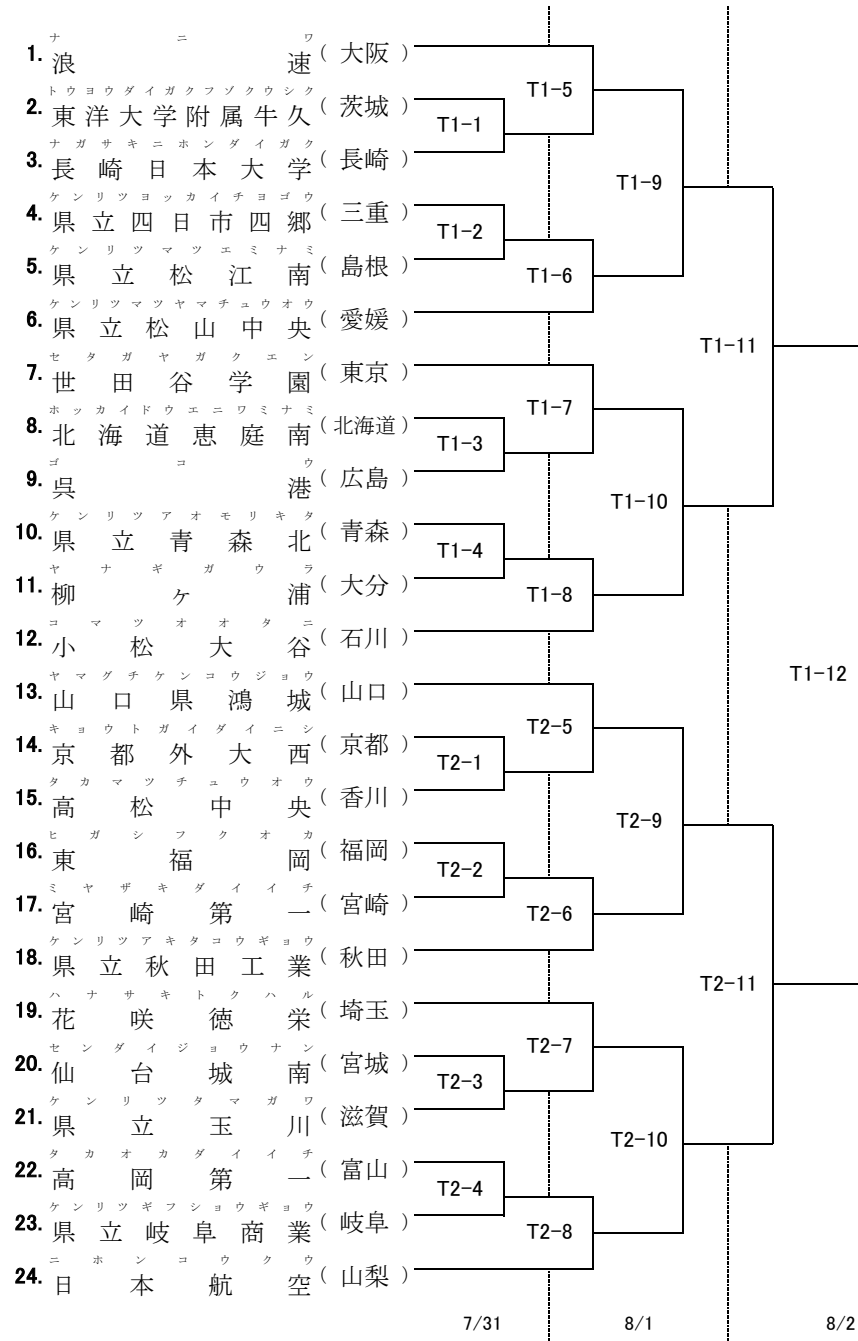 ナニワ
1. 浪速 ( 大阪 )
トウヨウダイガクフゾクウシク
2. 東洋大学附属牛久 ( 茨城 )
ナガサキニホンダイガク
3. 長崎日本大学 ( 長崎 )
ケンリツヨッカイチヨゴウ
4. 県立四日市四郷 ( 三重 )
ケンリツマツエミナミ
5. 県立松江南 ( 島根 )
ケンリツマツヤマチュウオウ
6. 県立松山中央 ( 愛媛 )
セタガヤガクエン
7. 世田谷学園 ( 東京 )
ホッカイドウエニワミナミ
8. 北海道恵庭南 ( 北海道 )
ゴコウ
9. 呉港 ( 広島 )
ケンリツアオモリキタ
10. 県立青森北 ( 青森 )
ヤナギガウラ
11. 柳ヶ浦 ( 大分 )
コマツオオタニ
12. 小松大谷 ( 石川 )
ヤマグチケンコウジョウ
13. 山口県鴻城 ( 山口 )
キョウトガイダイニシ
14. 京都外大西 ( 京都 )
タカマツチュウオウ
15. 高松中央 ( 香川 )
ヒガシフクオカ
16. 東福岡 ( 福岡 )
ミヤザキダイイチ
17. 宮崎第一 ( 宮崎 )
ケンリツアキタコウギョウ
18. 県立秋田工業 ( 秋田 )
ハナサキトクハル
19. 花咲徳栄 ( 埼玉 )
センダイジョウナン
20. 仙台城南 ( 宮城 )
ケンリツタマガワ
21. 県立玉川 ( 滋賀 )
タカオカダイイチ
22. 高岡第一 ( 富山 )
ケンリツギフショウギョウ
23. 県立岐阜商業 ( 岐阜 )
ニホンコウクウ
24. 日本航空 ( 山梨 )
T1-1
T1-2
T1-3
T1-4
T2-1
T2-2
T2-3
T2-4
T1-5
T1-6
T1-7
T1-8
T2-5
T2-6
T2-7
T2-8
T1-9
T1-10
T2-9
T2-10
T1-11
T2-11
T1-12
7/31
8/1
8/2